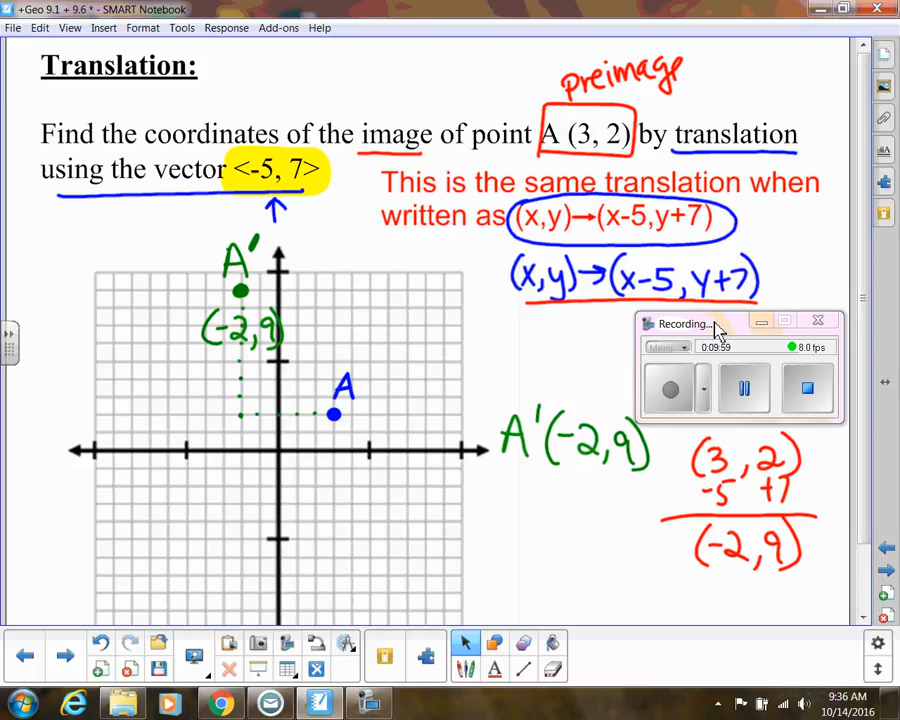 +Geo 9.1 + 9.6 * - SMART Notebook
File Edit View Insert Format Tools Response Add-ons Help
Translation:
preimage
Find the coordinates of the image of point A (3, 2) by translation
using the vector <-5, 7>
This is the same translation when
written as (x,y)→(x-5,y+7)
(x,y)→(x-5,y+7)
A'
(-2,9)
A
Recording...
Menu 0:09:59 8.0 fps
A'(-2,9)
(3,2)
-5 +7
(-2,9)
9:36 AM
10/14/2016